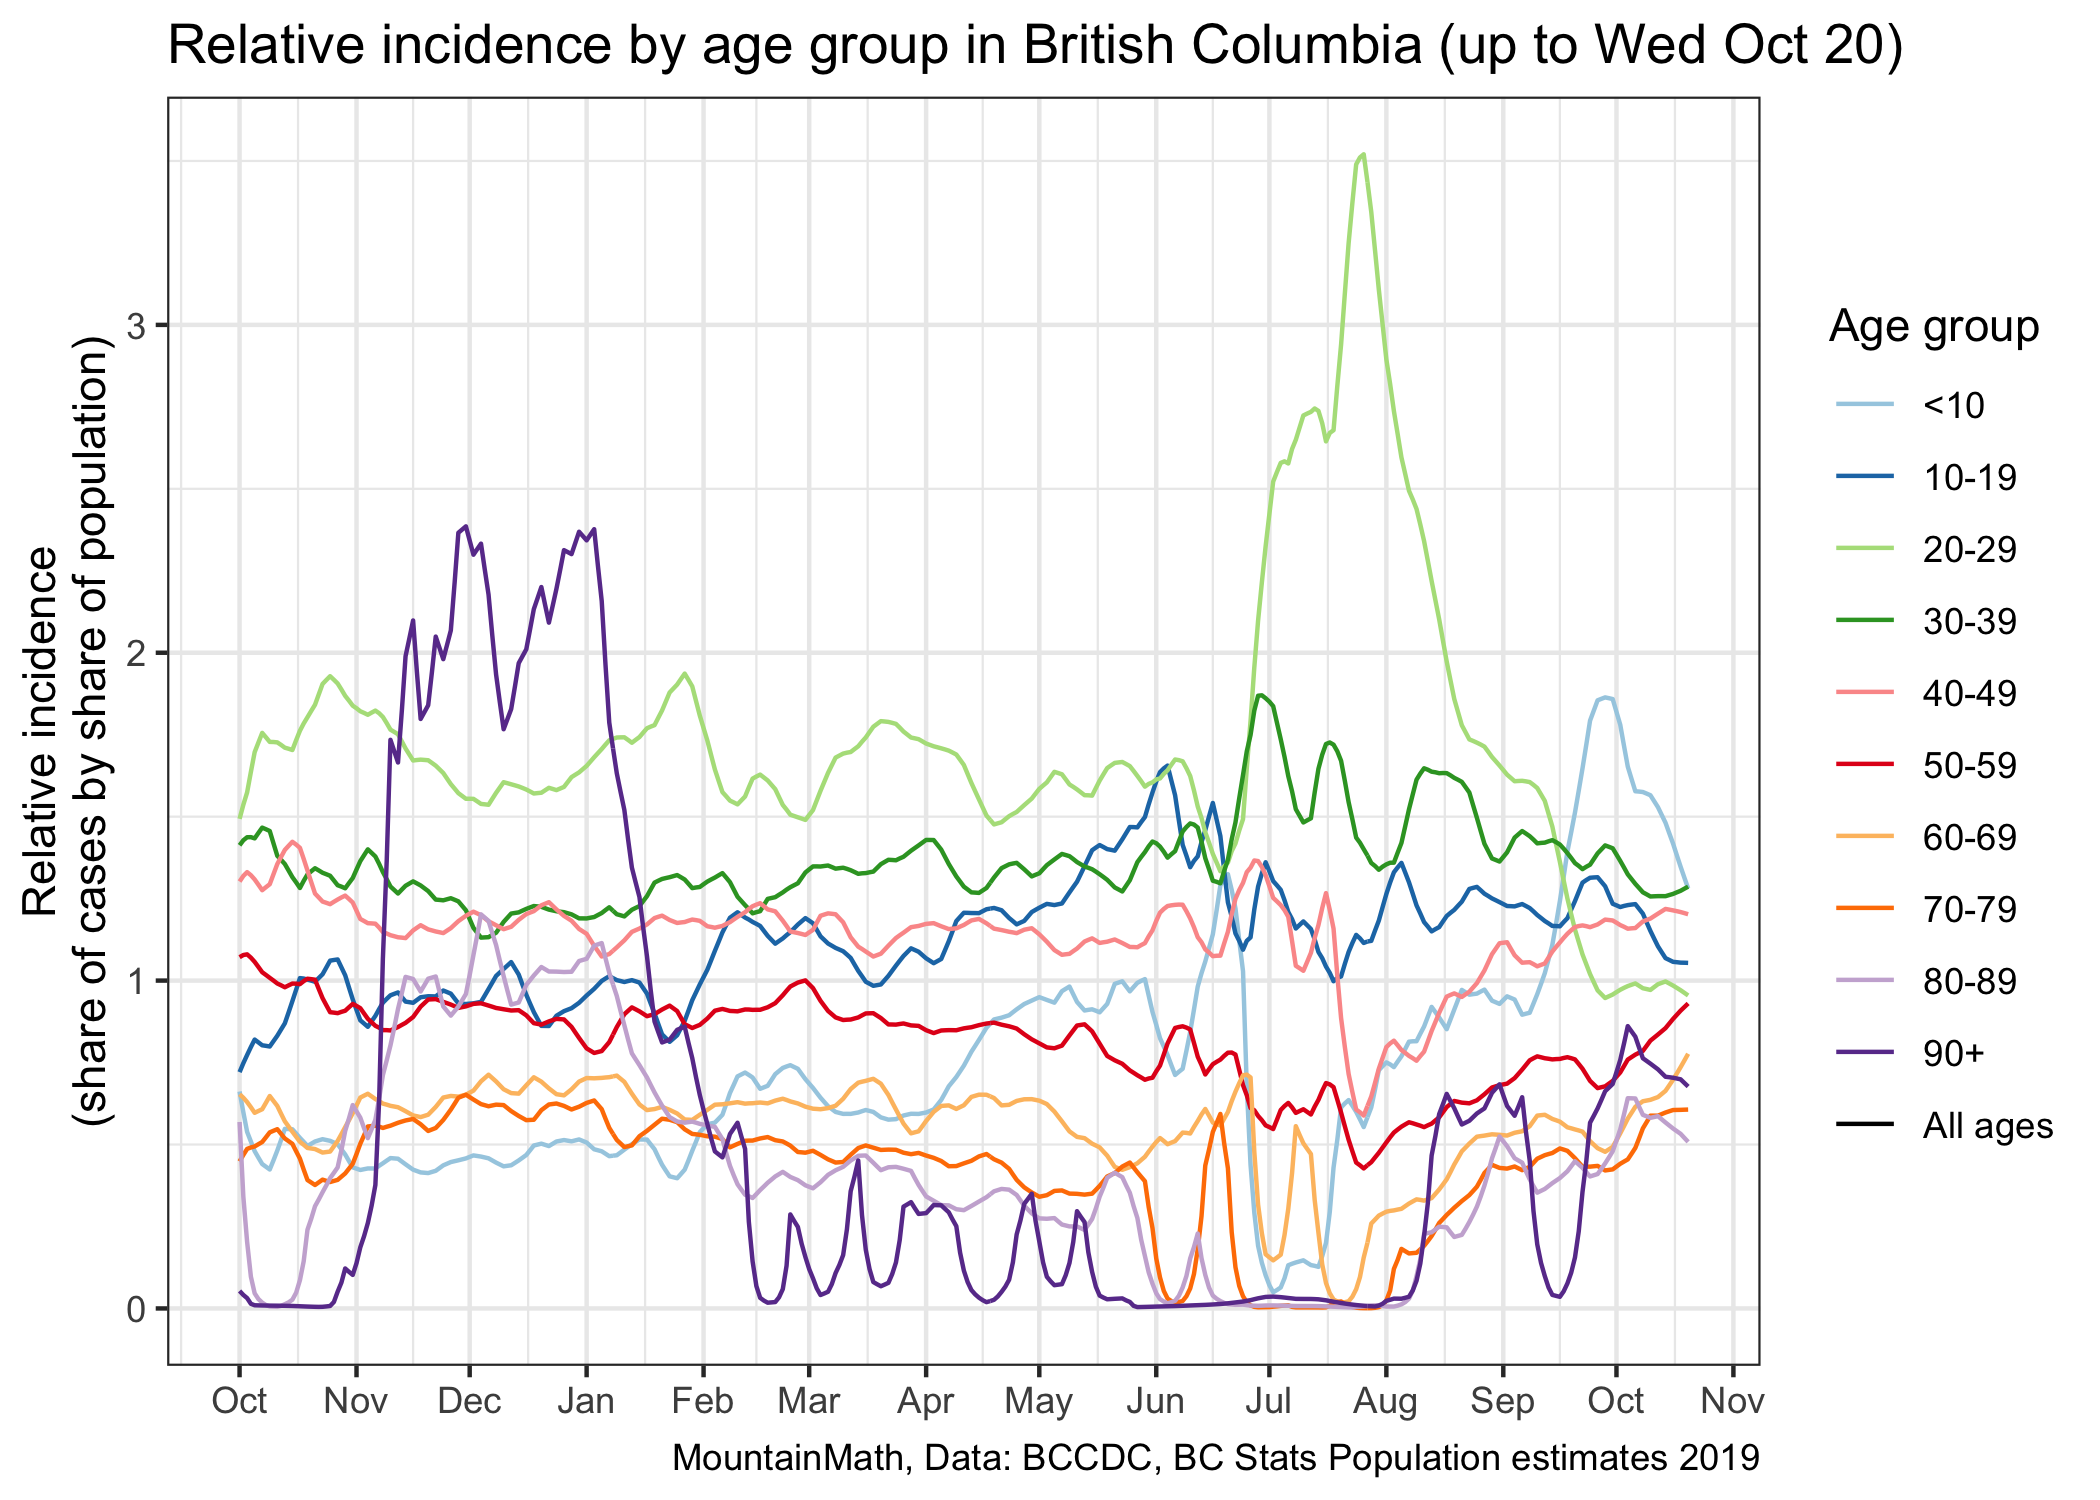 Relative incidence by age group in British Columbia (up to Wed Oct 20)
Relative incidence
(share of cases by share of population)
3
2
1
0
Oct Nov Dec Jan Feb Mar Apr May Jun Jul Aug Sep Oct Nov
Age group
<10
10-19
20-29
30-39
40-49
50-59
60-69
70-79
80-89
90+
All ages
MountainMath, Data: BCCDC, BC Stats Population estimates 2019